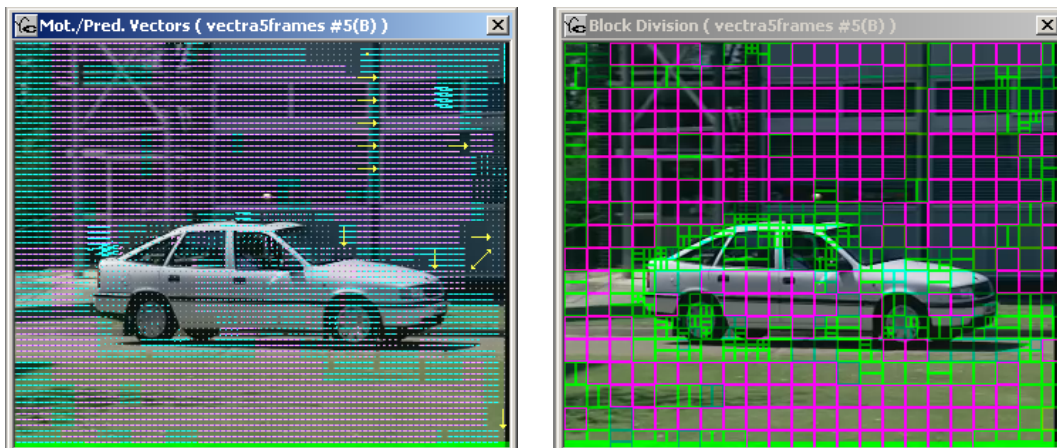 Mot./Pred. Vectors ( vectra5frames #5(B) )
Block Division ( vectra5frames #5(B) )